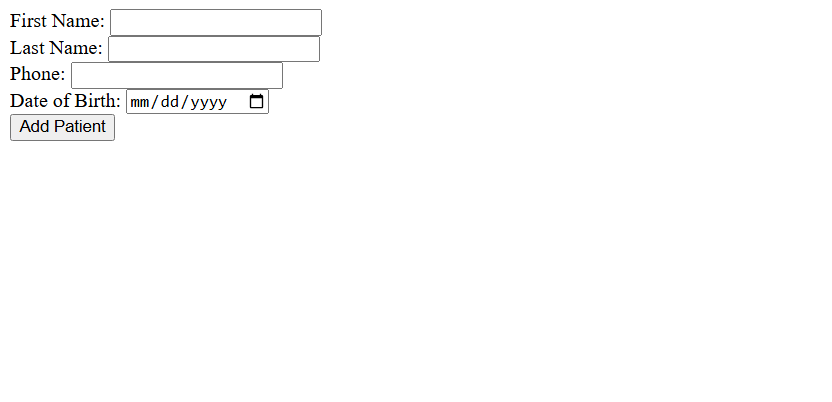 First Name:
Last Name:
Phone:
Date of Birth: mm/dd/yyyy
Add Patient